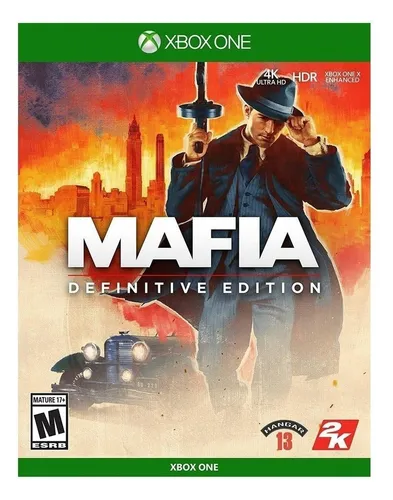 XBOX ONE
4K
ULTRA HD
HDR
XBOX ONE X
ENHANCED
MAFIA
DEFINITIVE EDITION
MATURE 17+
M
ESRB
HANGAR
13
2K
XBOX ONE